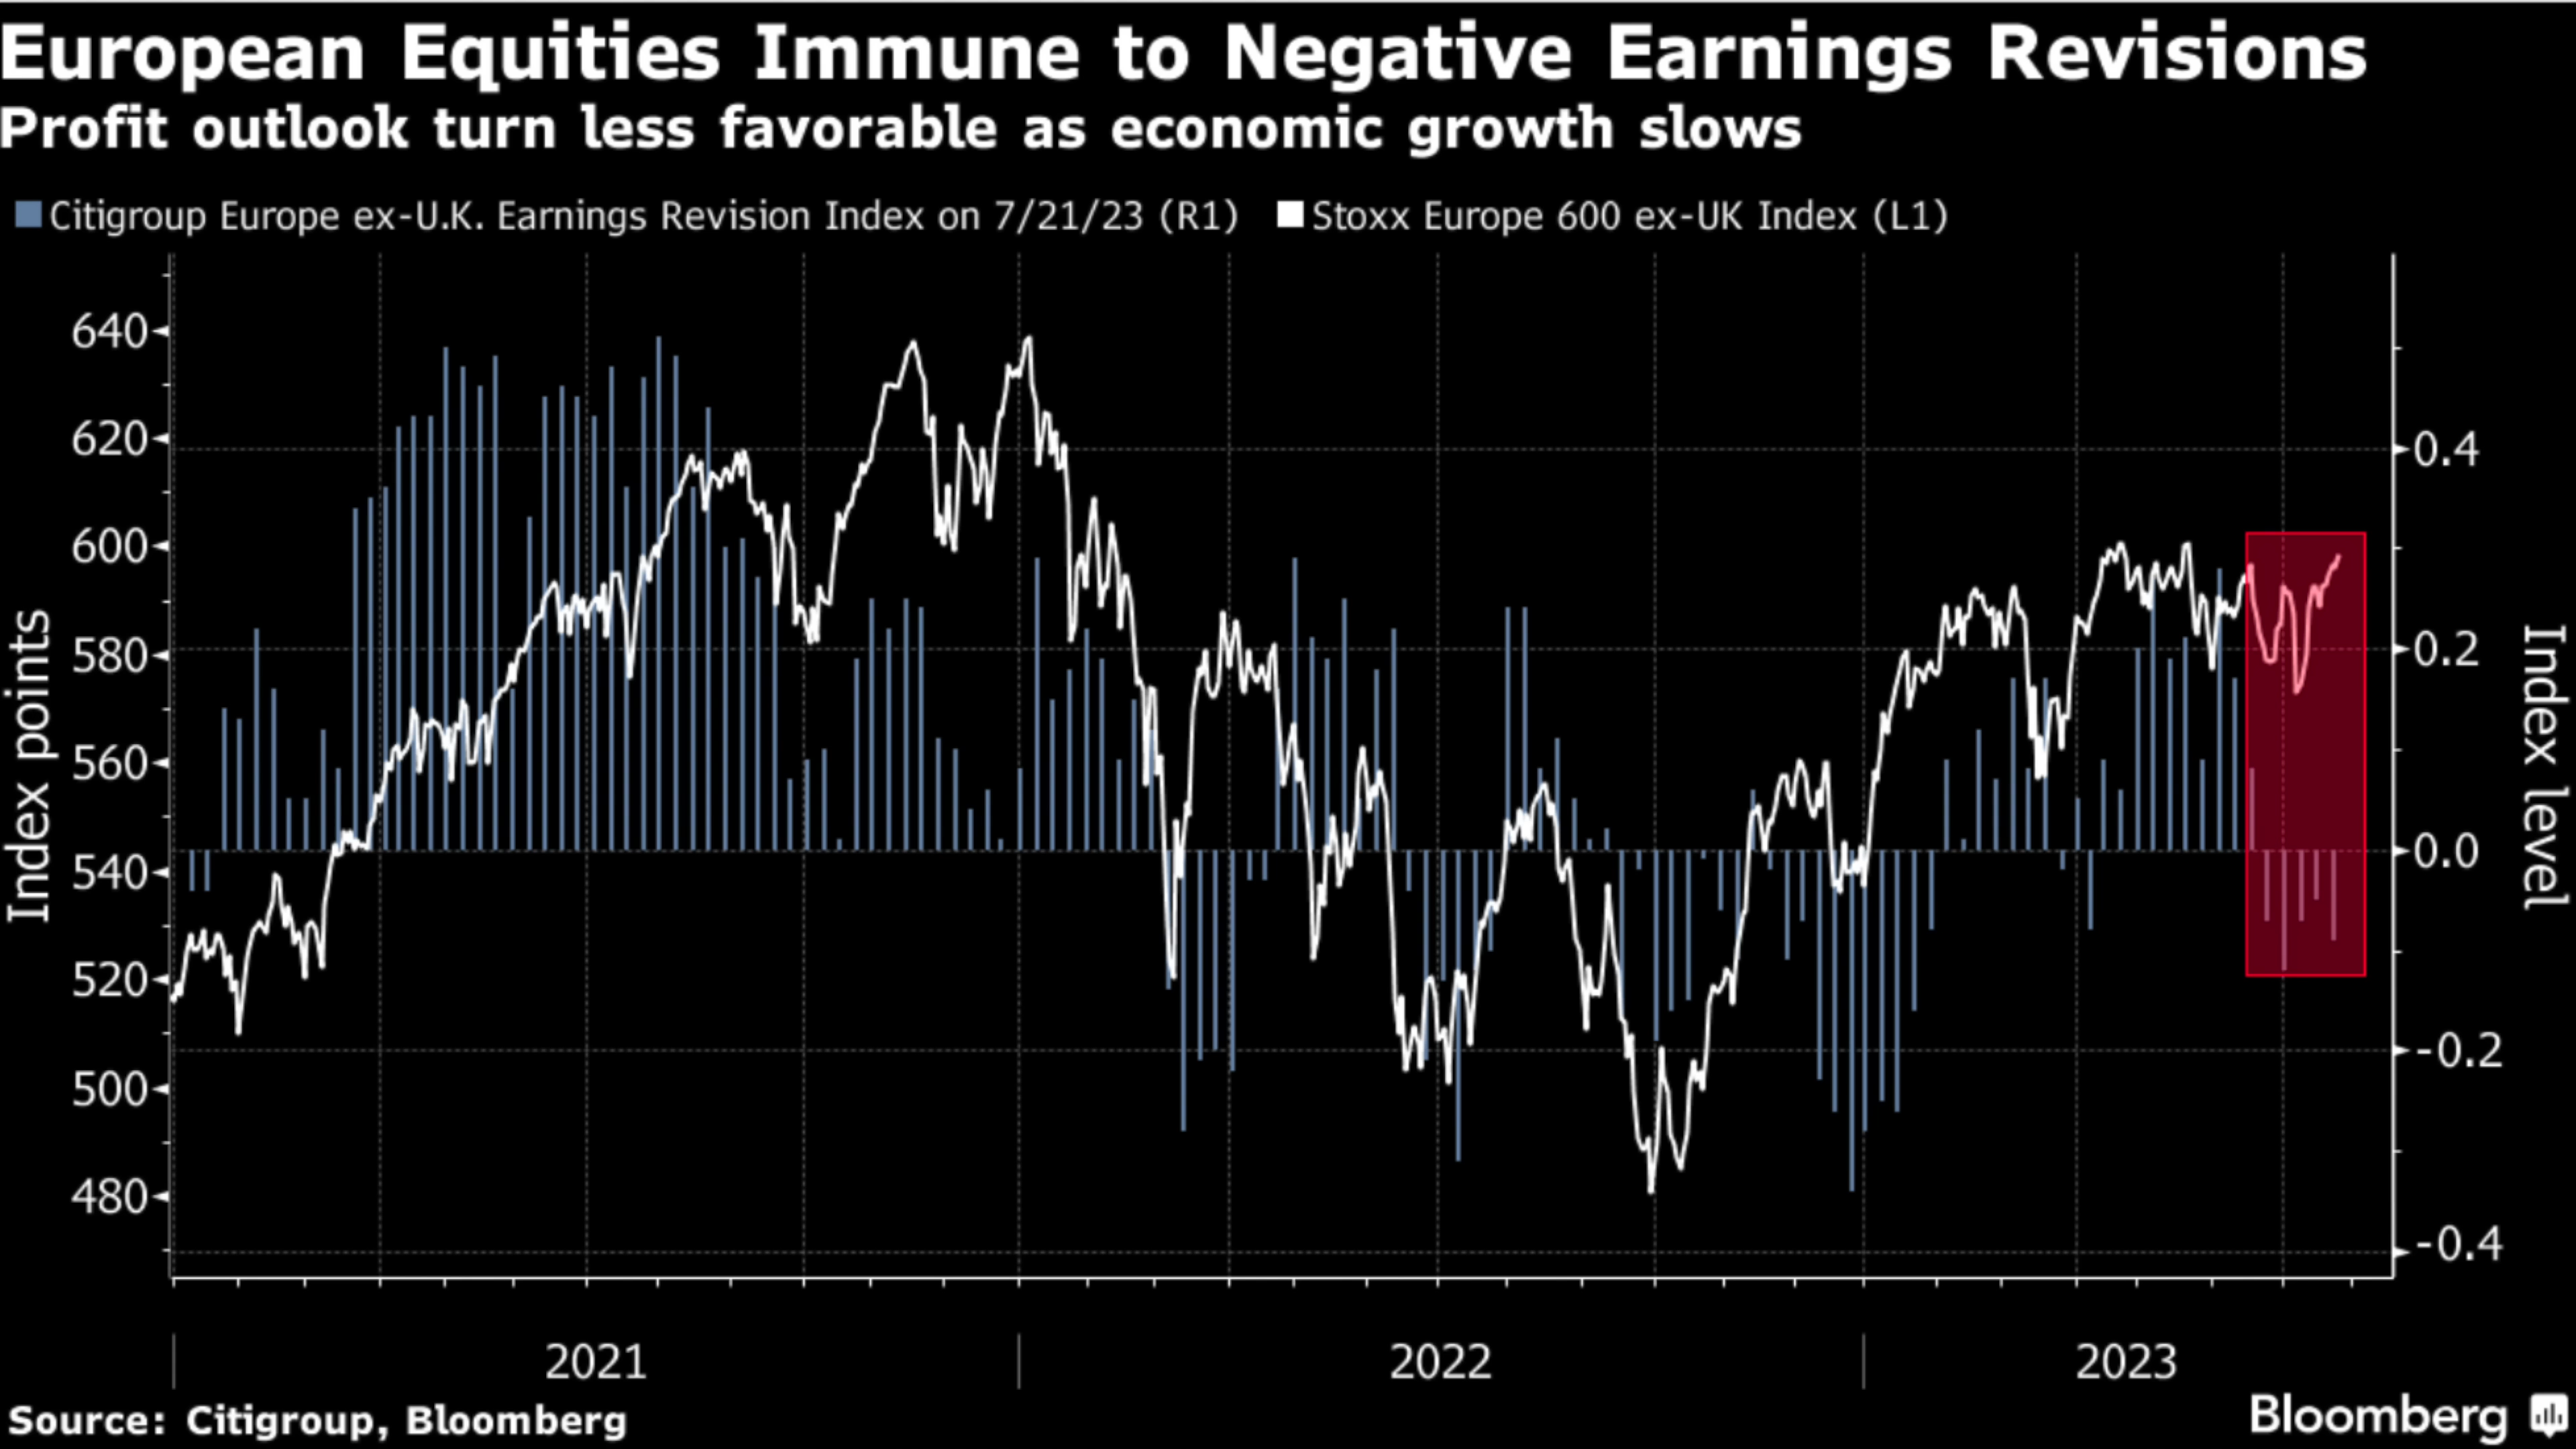 European Equities Immune to Negative Earnings Revisions
Profit outlook turn less favorable as economic growth slows
Citigroup Europe ex-U.K. Earnings Revision Index on 7/21/23 (R1) Stoxx Europe 600 ex-UK Index (L1)
640
620
600
580
560
540
520
500
480
Index points
0.4
0.2
0.0
-0.2
-0.4
Index level
2021 2022 2023
Source: Citigroup, Bloomberg
Bloomberg